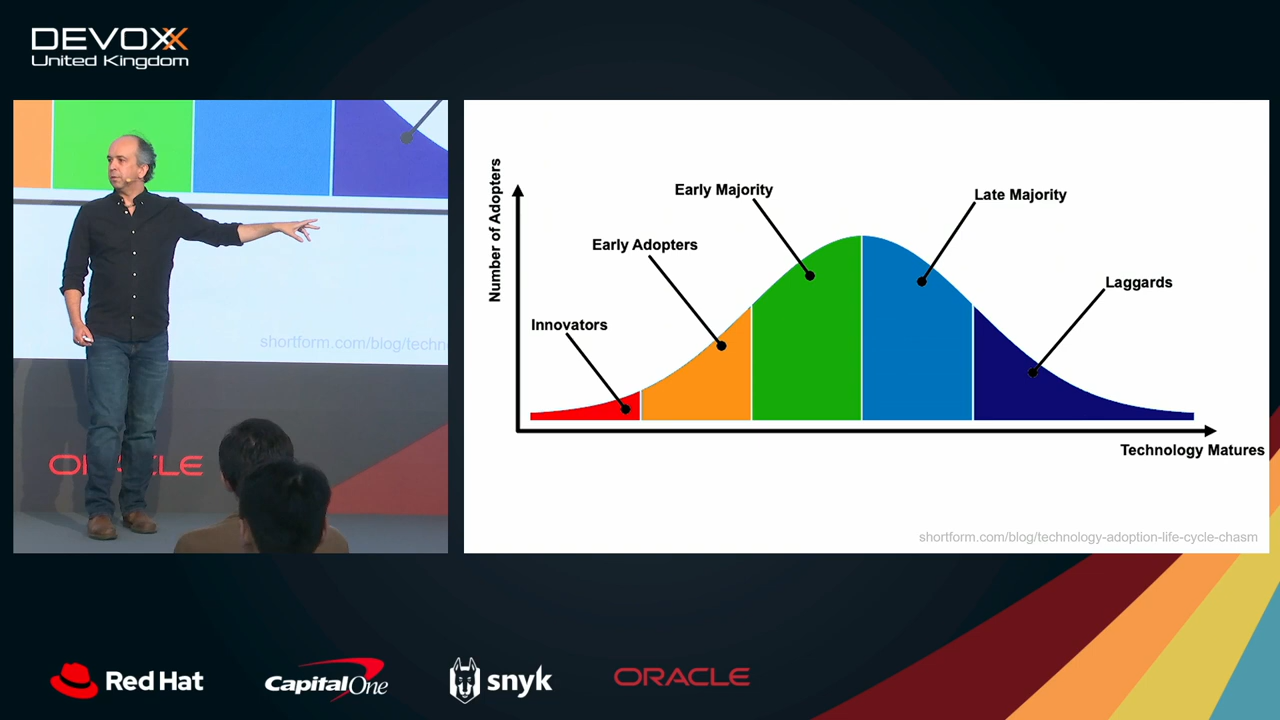 DEVOXX
United Kingdom
shortform.com/blog/techn
ORACLE
Number of Adopters
Early Majority
Late Majority
Early Adopters
Laggards
Innovators
Technology Matures
shortform.com/blog/technology-adoption-life-cycle-chasm
Red Hat
Capital One
snyk
ORACLE